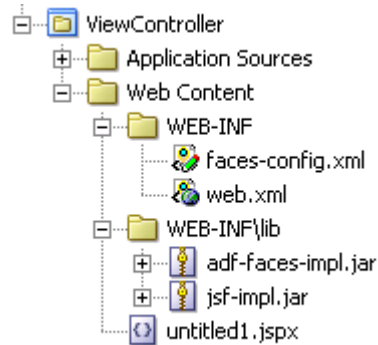 ViewController
Application Sources
Web Content
WEB-INF
faces-config.xml
web.xml
WEB-INF\lib
adf-faces-impl.jar
jsf-impl.jar
untitled1.jspx